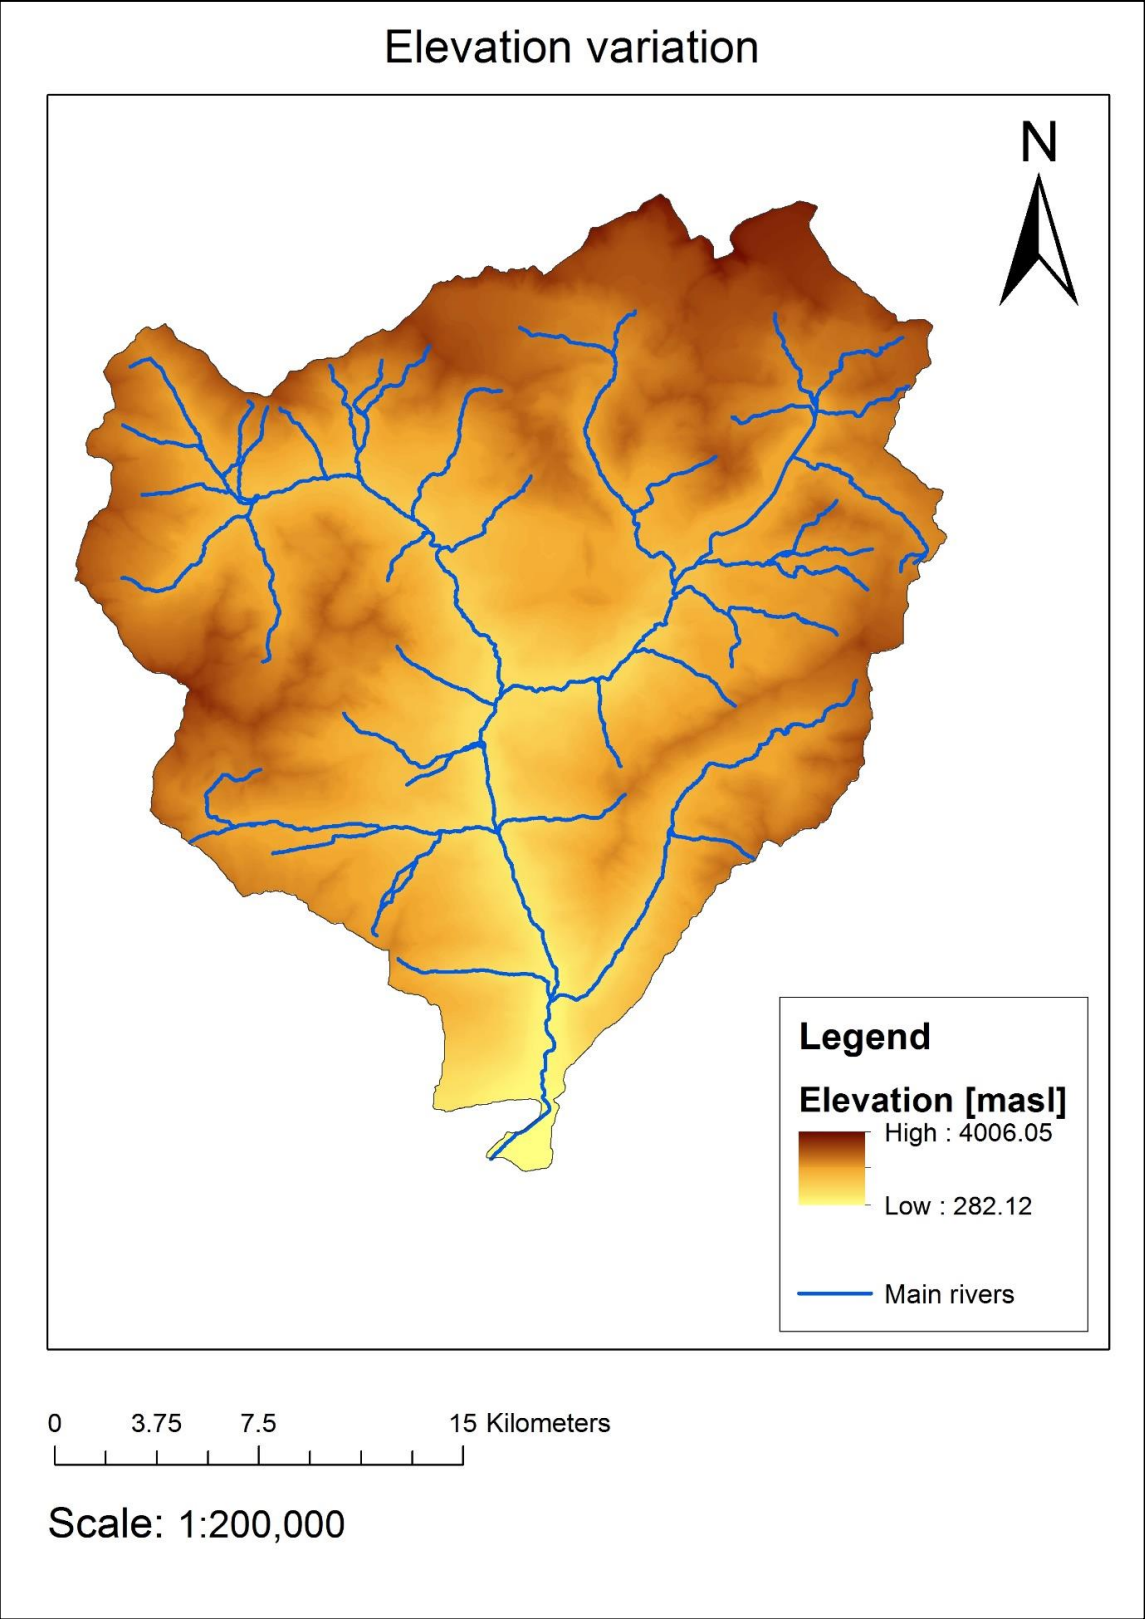 Elevation variation
N
Legend
Elevation [masl]
High : 4006.05
Low : 282.12
Main rivers
0 3.75 7.5 15 Kilometers
Scale: 1:200,000